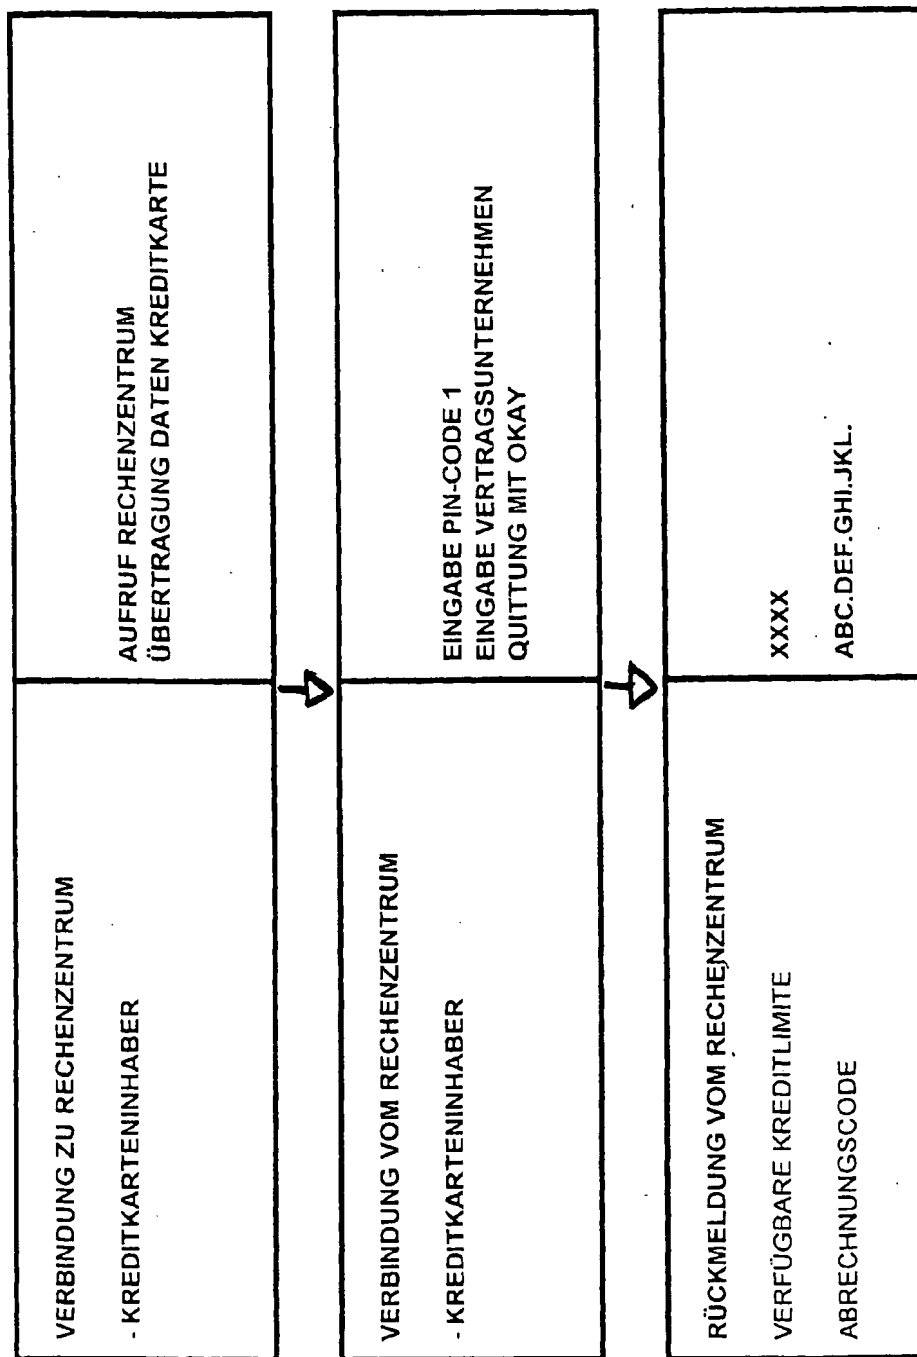 VERBINDUNG ZU RECHENZENTRUM
- KREDITKARTENINHABER
AUFRUF RECHENZENTRUM
ÜBERTRAGUNG DATEN KREDITKARTE
VERBINDUNG VOM RECHENZENTRUM
- KREDITKARTENINHABER
EINGABE PIN-CODE 1
EINGABE VERTRAGSUNTERNEHMEN
QUITTUNG MIT OKAY
RÜCKMELDUNG VOM RECHENZENTRUM
VERFÜGBARE KREDITLIMITE
XXXX
ABRECHNUNGSCODE
ABC.DEF.GHI.JKL.